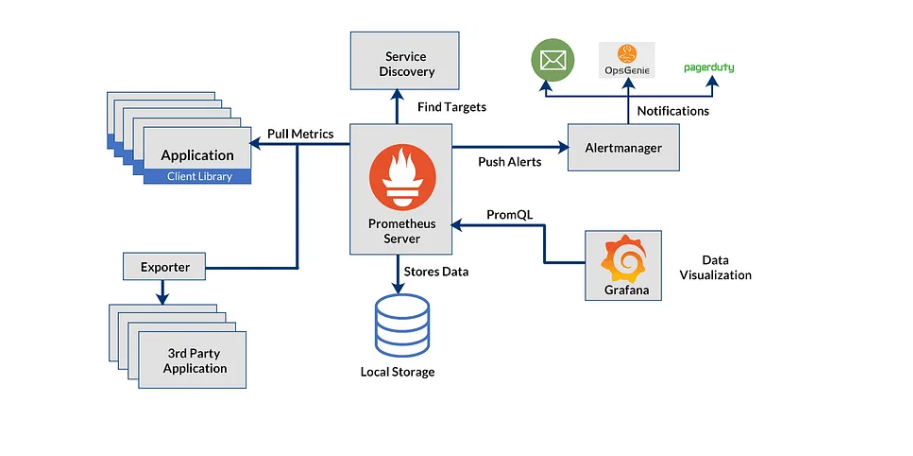 Service
Discovery
OpsGenie
pagerduty
Find Targets
Notifications
Pull Metrics
Application
Client Library
Push Alerts
Alertmanager
Prometheus
Server
PromQL
Exporter
Stores Data
Grafana
Data
Visualization
3rd Party
Application
Local Storage